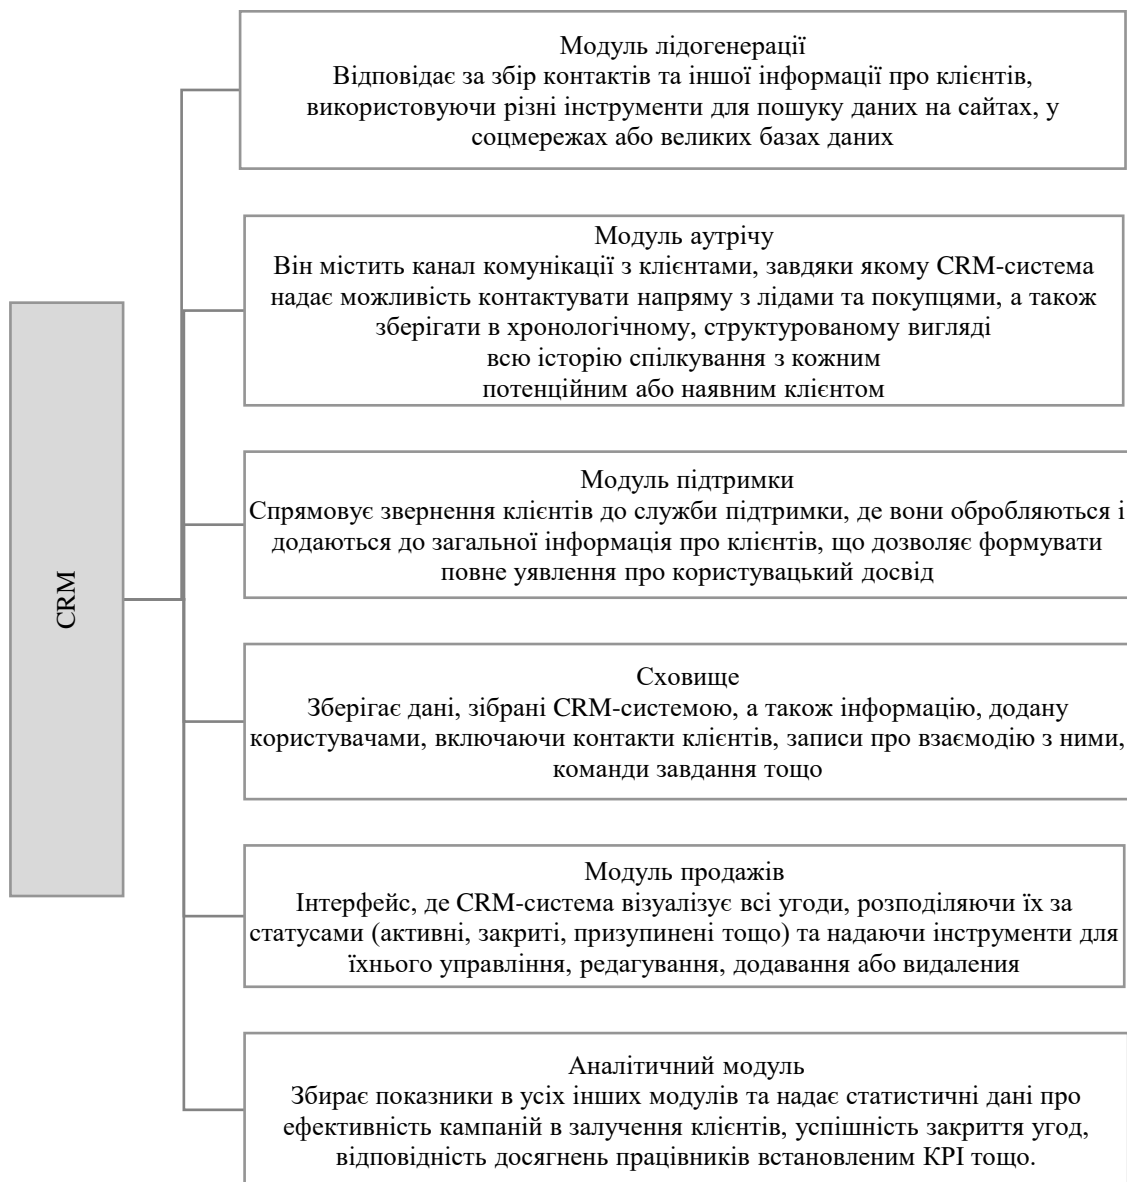 Модуль лідогенерації
Відповідає за збір контактів та іншої інформації про клієнтів,
використовуючи різні інструменти для пошуку даних на сайтах, у
соцмережах або великих базах даних
Модуль аутрічу
Він містить канал комунікації з клієнтами, завдяки якому CRM-система
надає можливість контактувати напряму з лідами та покупцями, а також
зберігати в хронологічному, структурованому вигляді
всю історію спілкування з кожним
потенційним або наявним клієнтом
Модуль підтримки
Спрямовує звернення клієнтів до служби підтримки, де вони обробляються і
додаються до загальної інформація про клієнтів, що дозволяє формувати
повне уявлення про користувацький досвід
CRM
Сховище
Зберігає дані, зібрані CRM-системою, а також інформацію, додану
користувачами, включаючи контакти клієнтів, записи про взаємодію з ними,
команди завдання тощо
Модуль продажів
Інтерфейс, де CRM-система візуалізує всі угоди, розподіляючи їх за
статусами (активні, закриті, призупинені тощо) та надаючи інструменти для
їхнього управління, редагування, додавання або видалення
Аналітичний модуль
Збирає показники в усіх інших модулів та надає статистичні дані про
ефективність кампаній в залучення клієнтів, успішність закриття угод,
відповідність досягнень працівників встановленим KPI тощо.